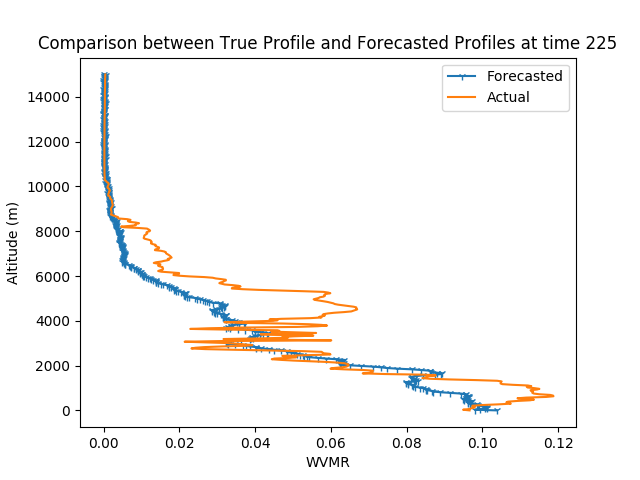 Comparison between True Profile and Forecasted Profiles at time 225
Forecasted
Actual
14000
12000
10000
8000
6000
4000
2000
0
Altitude (m)
0.00 0.02 0.04 0.06 0.08 0.10 0.12
WVMR